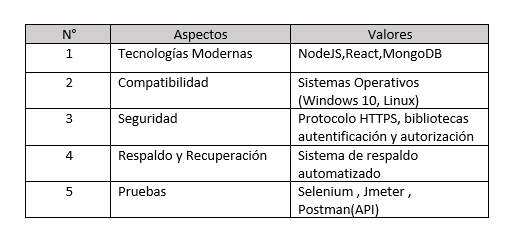 N° Aspectos Valores
1 Tecnologías Modernas NodeJS,React,MongoDB
2 Compatibilidad Sistemas Operativos
(Windows 10, Linux)
3 Seguridad Protocolo HTTPS, bibliotecas
autentificación y autorización
4 Respaldo y Recuperación Sistema de respaldo
automatizado
5 Pruebas Selenium , Jmeter ,
Postman(API)